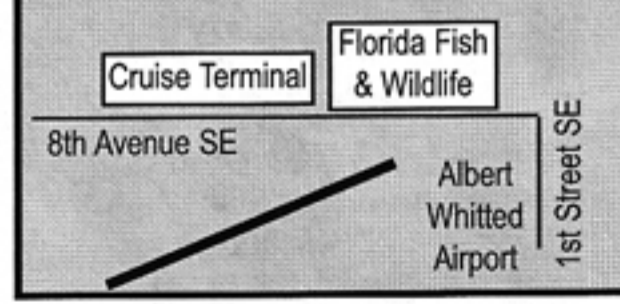 Florida Fish
& Wildlife
Cruise Terminal
8th Avenue SE
Albert
Whitted
Airport
1st Street SE